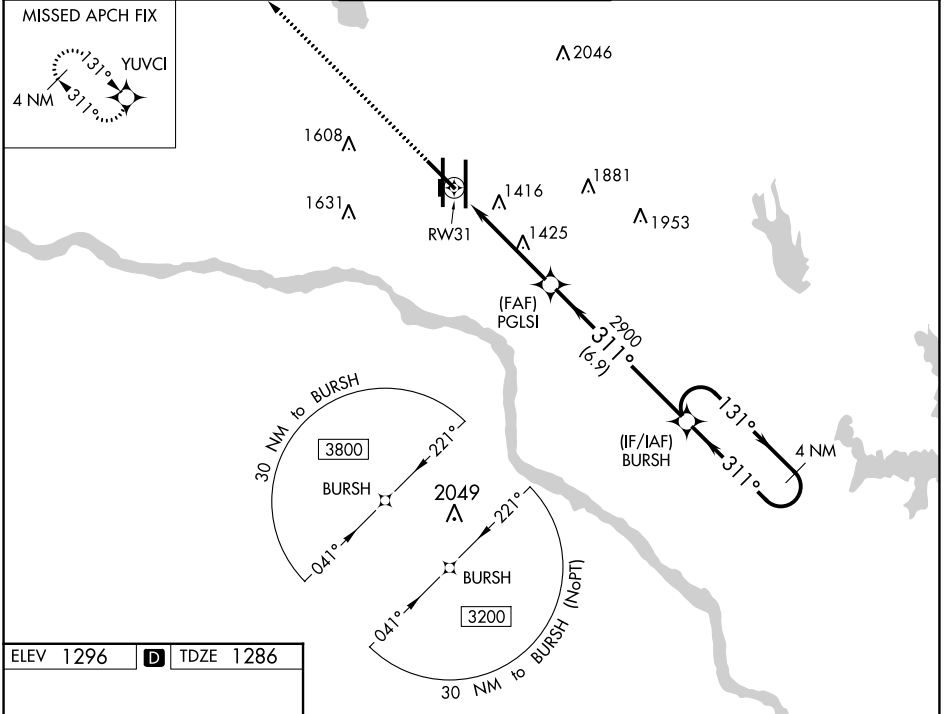 MISSED APCH FIX
131°
YUVCI
4 NM
311°
2046
1608
1631
1416
1881
1953
RW31
1425
(FAF)
PGLSI
2900
311°
(6.9)
(IF/IAF)
BURSH
131°
4 NM
311°
30 NM to BURSH
3800
221°
BURSH
041°
2049
221°
BURSH
041°
3200
30 NM to BURSH (NoPT)
ELEV 1296 D TDZE 1286